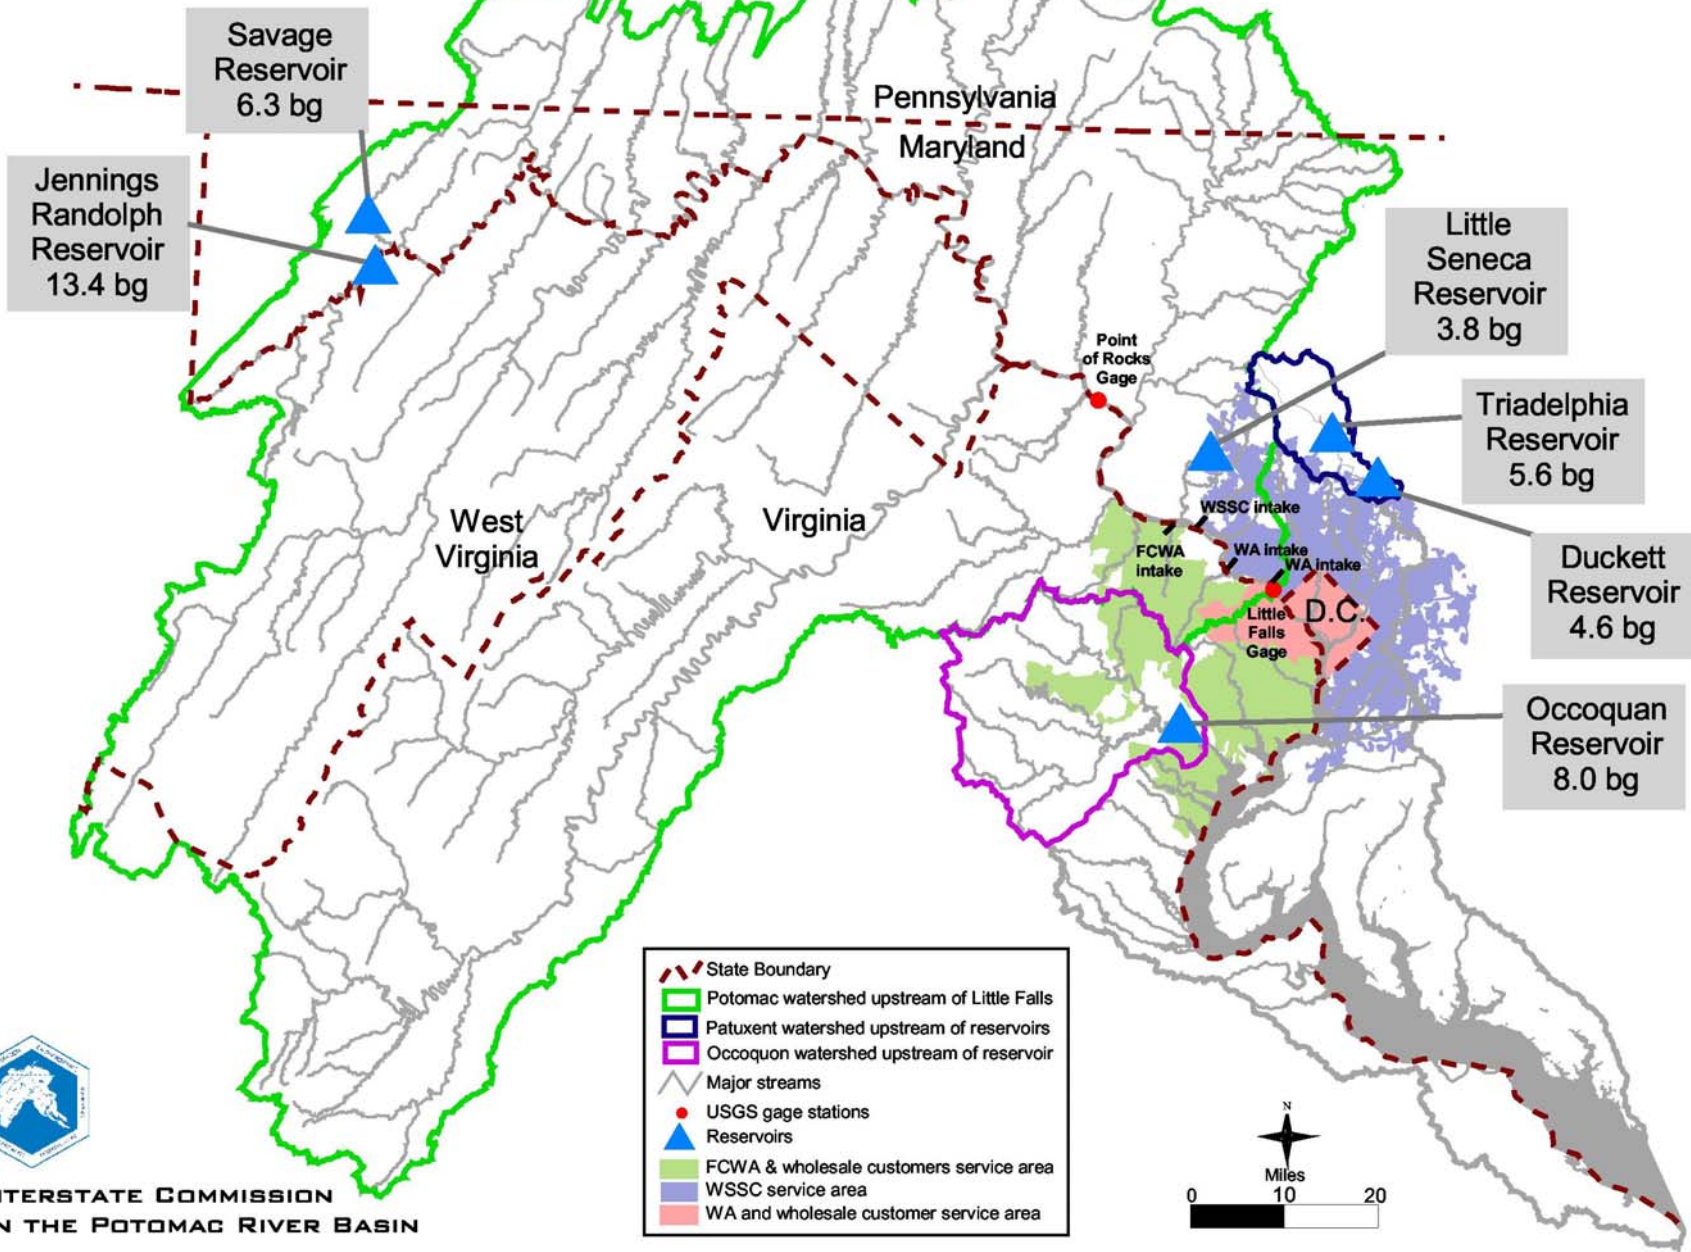 Savage
Reservoir
6.3 bg
Jennings
Randolph
Reservoir
13.4 bg
Pennsylvania
Maryland
Little
Seneca
Reservoir
3.8 bg
Point
of Rocks
Gage
Triadelphia
Reservoir
5.6 bg
West
Virginia
Virginia
WSSC intake
FCWA
intake
WA intake
WA intake
Duckett
Reservoir
4.6 bg
D.C.
Little
Falls
Gage
Occoquan
Reservoir
8.0 bg
State Boundary
Potomac watershed upstream of Little Falls
Patuxent watershed upstream of reservoirs
Occoquon watershed upstream of reservoir
Major streams
USGS gage stations
Reservoirs
FCWA & wholesale customers service area
WSSC service area
WA and wholesale customer service area
N
Miles
0 10 20
TERSTATE COMMISSION
N THE POTOMAC RIVER BASIN